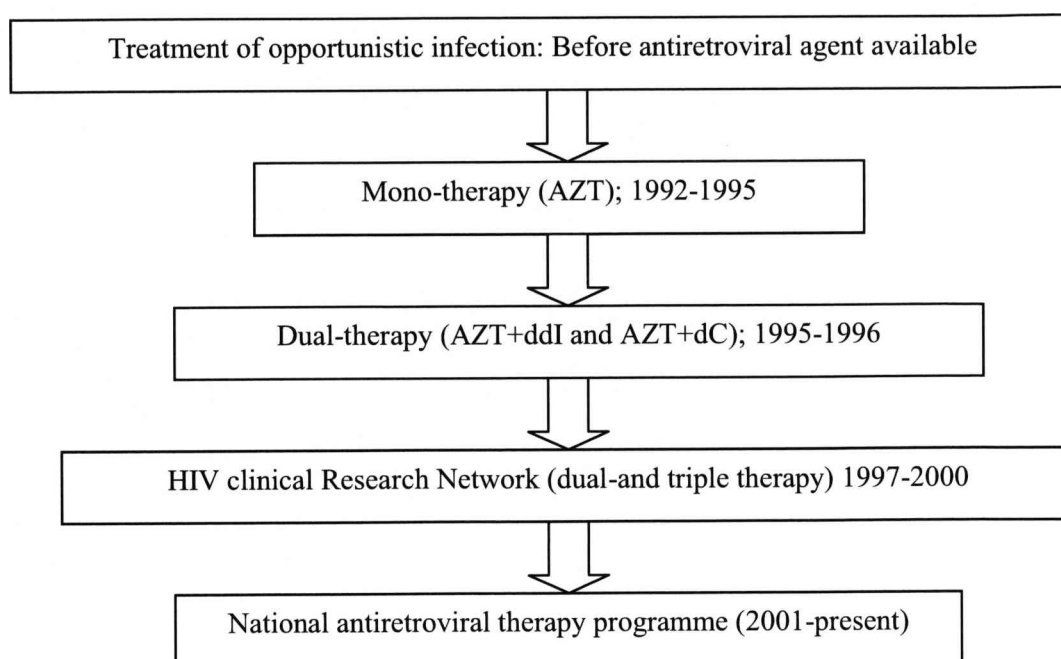 Treatment of opportunistic infection: Before antiretroviral agent available
Mono-therapy (AZT); 1992-1995
Dual-therapy (AZT+ddI and AZT+dC); 1995-1996
HIV clinical Research Network (dual-and triple therapy) 1997-2000
National antiretroviral therapy programme (2001-present)